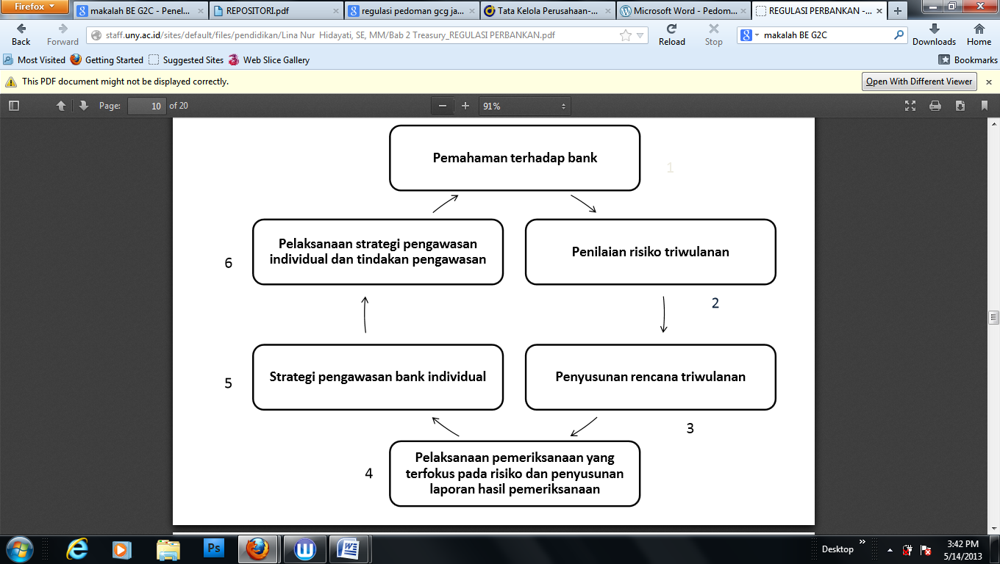 Firefox
makalah BE G2C - Penel...
REPOSITORI.pdf
regulasi pedoman gcg ja...
Tata Kelola Perusahaan-...
Microsoft Word - Pedom...
REGULASI PERBANKAN -...
Back
Forward
staff.uny.ac.id/sites/default/files/pendidikan/Lina Nur Hidayati, SE, MM/Bab 2 Treasury_REGULASI PERBANKAN.pdf
Reload
Stop
makalah BE G2C
Downloads
Home
Most Visited
Getting Started
Suggested Sites
Web Slice Gallery
Bookmarks
This PDF document might not be displayed correctly.
Open With Different Viewer
Page: 10 of 20
91%
Pemahaman terhadap bank
1
Pelaksanaan strategi pengawasan
individual dan tindakan pengawasan
6
Penilaian risiko triwulanan
2
Strategi pengawasan bank individual
5
Penyusunan rencana triwulanan
3
Pelaksanaan pemeriksanaan yang
terfokus pada risiko dan penyusunan
laporan hasil pemeriksanaan
4
Ps
W
Desktop
3:42 PM
5/14/2013